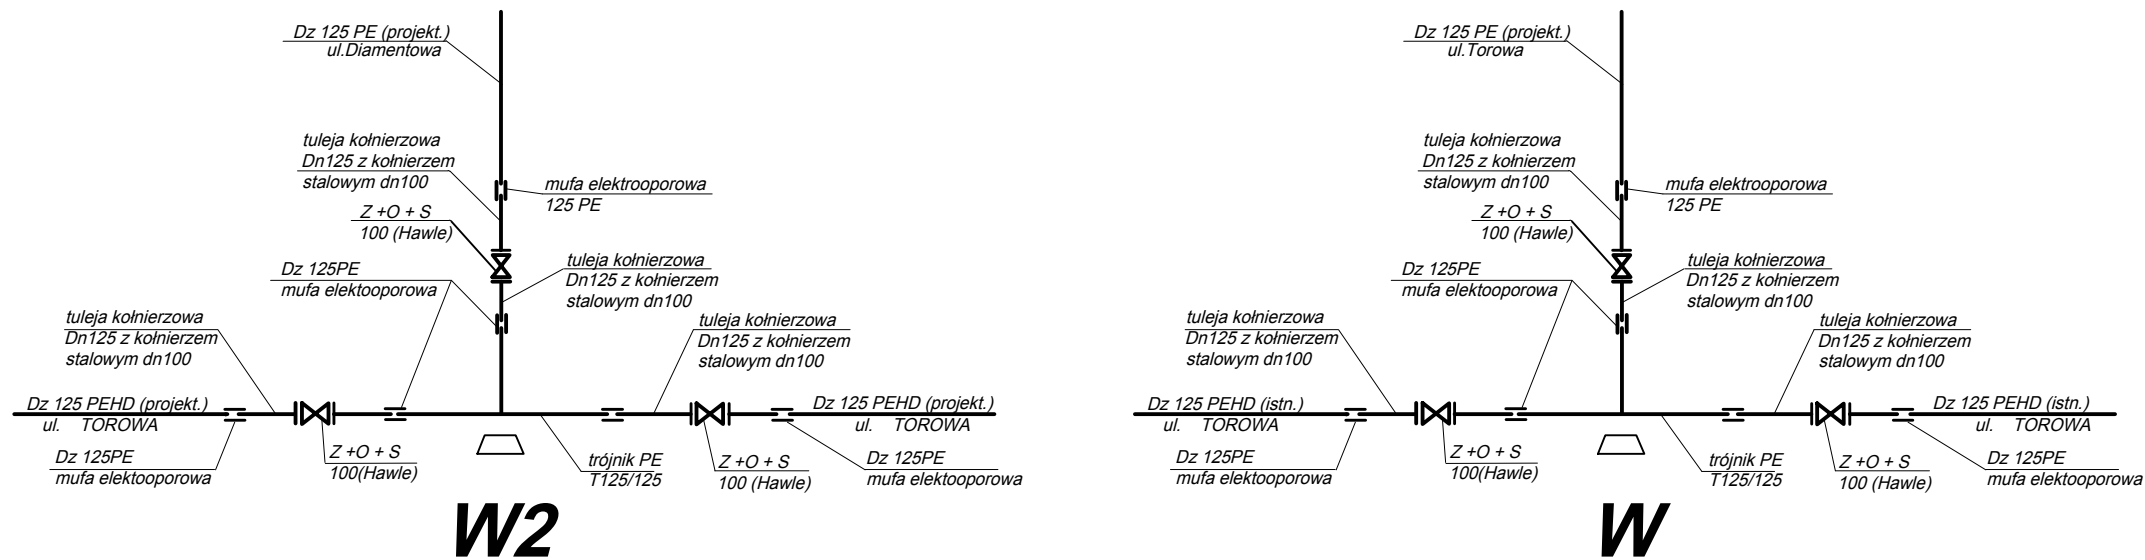 Dz 125 PE (projekt.)
ul.Diamentowa
tuleja kołnierzowa
Dn125 z kołnierzem
stalowym dn100
mufa elektrooporowa
125 PE
Z +O + S
100 (Hawle)
Dz 125PE
mufa elektooporowa
tuleja kołnierzowa
Dn125 z kołnierzem
stalowym dn100
tuleja kołnierzowa
Dn125 z kołnierzem
stalowym dn100
tuleja kołnierzowa
Dn125 z kołnierzem
stalowym dn100
Dz 125 PEHD (projekt.)
ul. TOROWA
Dz 125 PEHD (projekt.)
ul. TOROWA
Dz 125PE
mufa elektooporowa
Z +O + S
100(Hawle)
trójnik PE
T125/125
Z +O + S
100 (Hawle)
Dz 125PE
mufa elektooporowa
W2
Dz 125 PE (projekt.)
ul.Torowa
tuleja kołnierzowa
Dn125 z kołnierzem
stalowym dn100
mufa elektrooporowa
125 PE
Z +O + S
100 (Hawle)
Dz 125PE
mufa elektooporowa
tuleja kołnierzowa
Dn125 z kołnierzem
stalowym dn100
tuleja kołnierzowa
Dn125 z kołnierzem
stalowym dn100
tuleja kołnierzowa
Dn125 z kołnierzem
stalowym dn100
Dz 125 PEHD (istn.)
ul. TOROWA
Dz 125 PEHD (istn.)
ul. TOROWA
Dz 125PE
mufa elektooporowa
Z +O + S
100(Hawle)
trójnik PE
T125/125
Z +O + S
100 (Hawle)
Dz 125PE
mufa elektooporowa
W